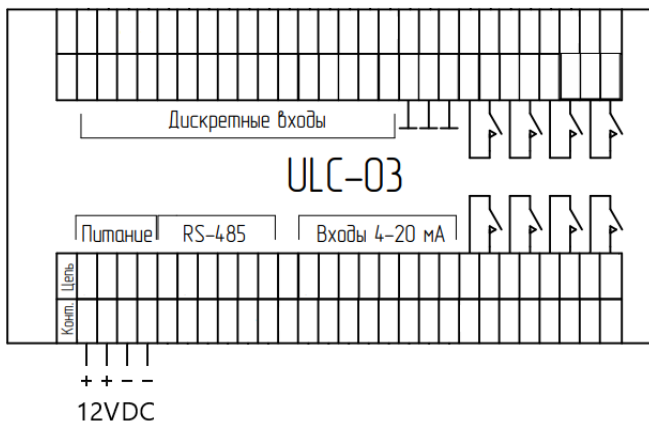 Дискретные входы
ULC-03
Питание RS-485 Входы 4-20 мА
Цепь
Конт.
+ + - -
12VDC